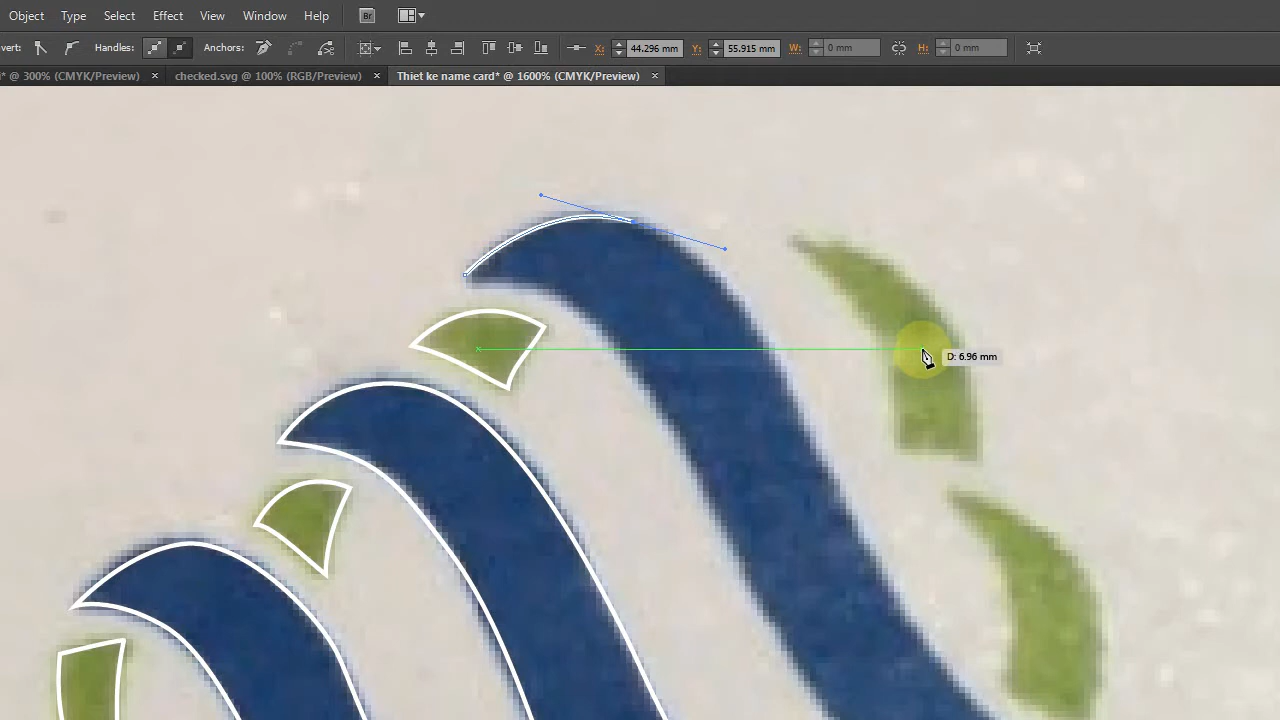 Object Type Select Effect View Window Help Br
vert: Handles: Anchors: X: 44.296 mm Y: 55.915 mm W: 0 mm H: 0 mm
* @ 300% (CMYK/Preview) × checked.svg @ 100% (RGB/Preview) × Thiet ke name card* @ 1600% (CMYK/Preview) ×
D: 6.96 mm